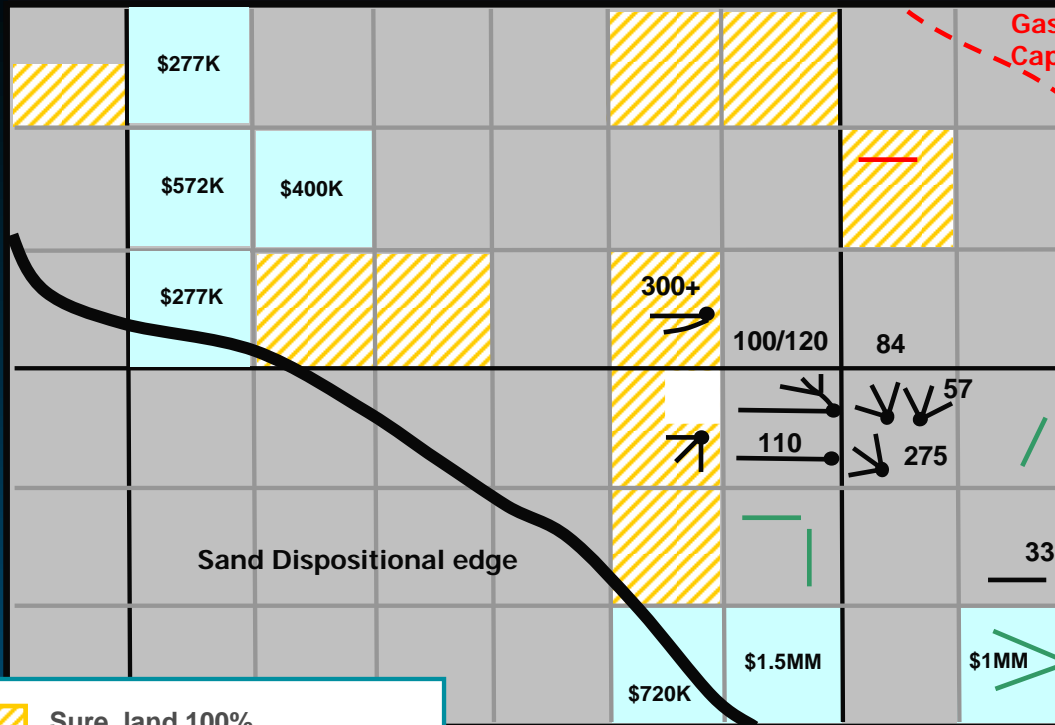 Gas
Cap
$277K
$572K
$400K
$277K
300+
100/120
84
57
110
275
Sand Dispositional edge
33
$1.5MM
$1MM
$720K
Sure land 100%